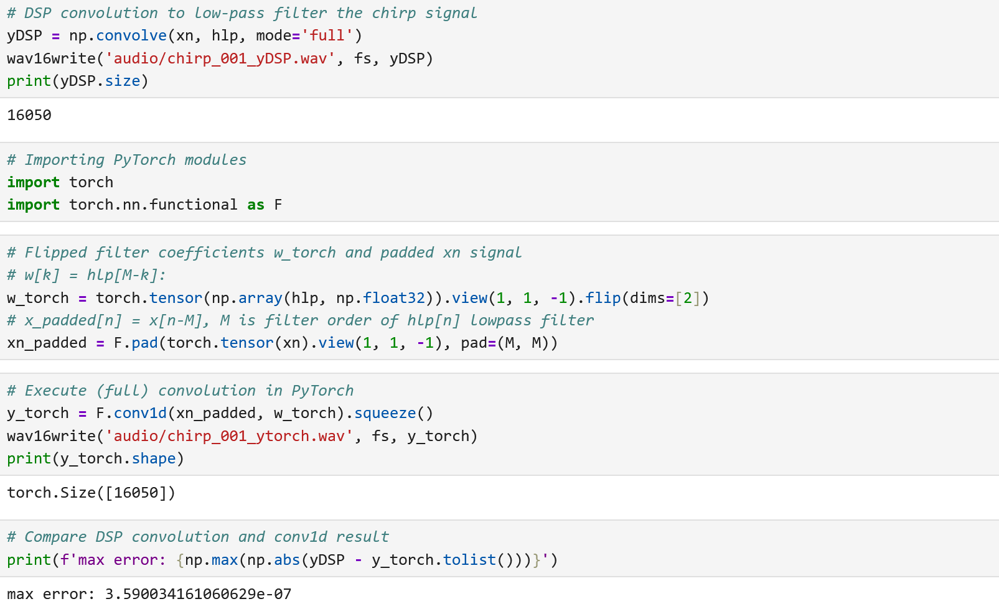 # DSP convolution to low-pass filter the chirp signal
yDSP = np.convolve(xn, hlp, mode='full')
wav16write('audio/chirp_001_yDSP.wav', fs, yDSP)
print(yDSP.size)
16050
# Importing PyTorch modules
import torch
import torch.nn.functional as F
# Flipped filter coefficients w_torch and padded xn signal
# w[k] = hlp[M-k]:
w_torch = torch.tensor(np.array(hlp, np.float32)).view(1, 1, -1).flip(dims=[2])
# x_padded[n] = x[n-M], M is filter order of hlp[n] lowpass filter
xn_padded = F.pad(torch.tensor(xn).view(1, 1, -1), pad=(M, M))
# Execute (full) convolution in PyTorch
y_torch = F.conv1d(xn_padded, w_torch).squeeze()
wav16write('audio/chirp_001_ytorch.wav', fs, y_torch)
print(y_torch.shape)
torch.Size([16050])
# Compare DSP convolution and conv1d result
print(f'max error: {np.max(np.abs(yDSP - y_torch.tolist()))}')
max error: 3.590034161060629e-07